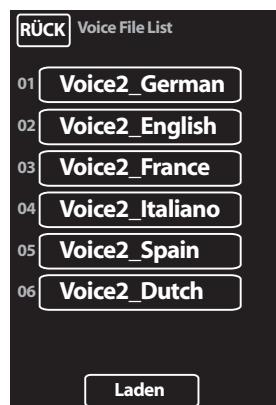 RÜCK Voice File List
01 Voice2_German
02 Voice2_English
03 Voice2_France
04 Voice2_Italiano
05 Voice2_Spain
06 Voice2_Dutch
Laden